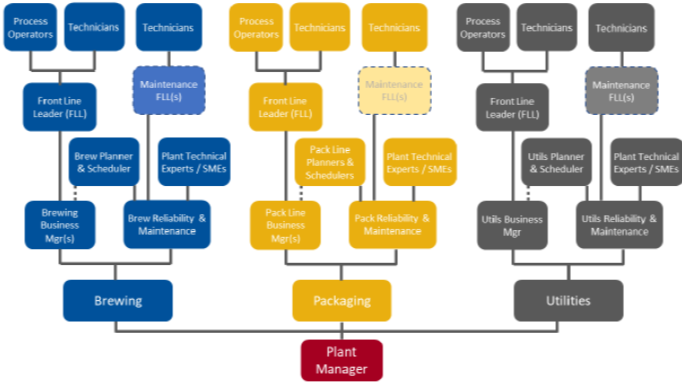 Process
Operators
Technicians
Technicians
Process
Operators
Technicians
Technicians
Process
Operators
Technicians
Technicians
Maintenance
FLL(s)
Maintenance
FLL(s)
Maintenance
FLL(s)
Front Line
Leader (FLL)
Front Line
Leader (FLL)
Front Line
Leader (FLL)
Brew Planner
& Scheduler
Plant Technical
Experts / SMEs
Pack Line
Planners &
Schedulers
Plant Technical
Experts / SMEs
Utils Planner
& Scheduler
Plant Technical
Experts / SMEs
Brewing
Business
Mgr(s)
Brew Reliability &
Maintenance
Pack Line
Business
Mgr(s)
Pack Reliability &
Maintenance
Utils Business
Mgr
Utils Reliability &
Maintenance
Brewing
Packaging
Utilities
Plant
Manager